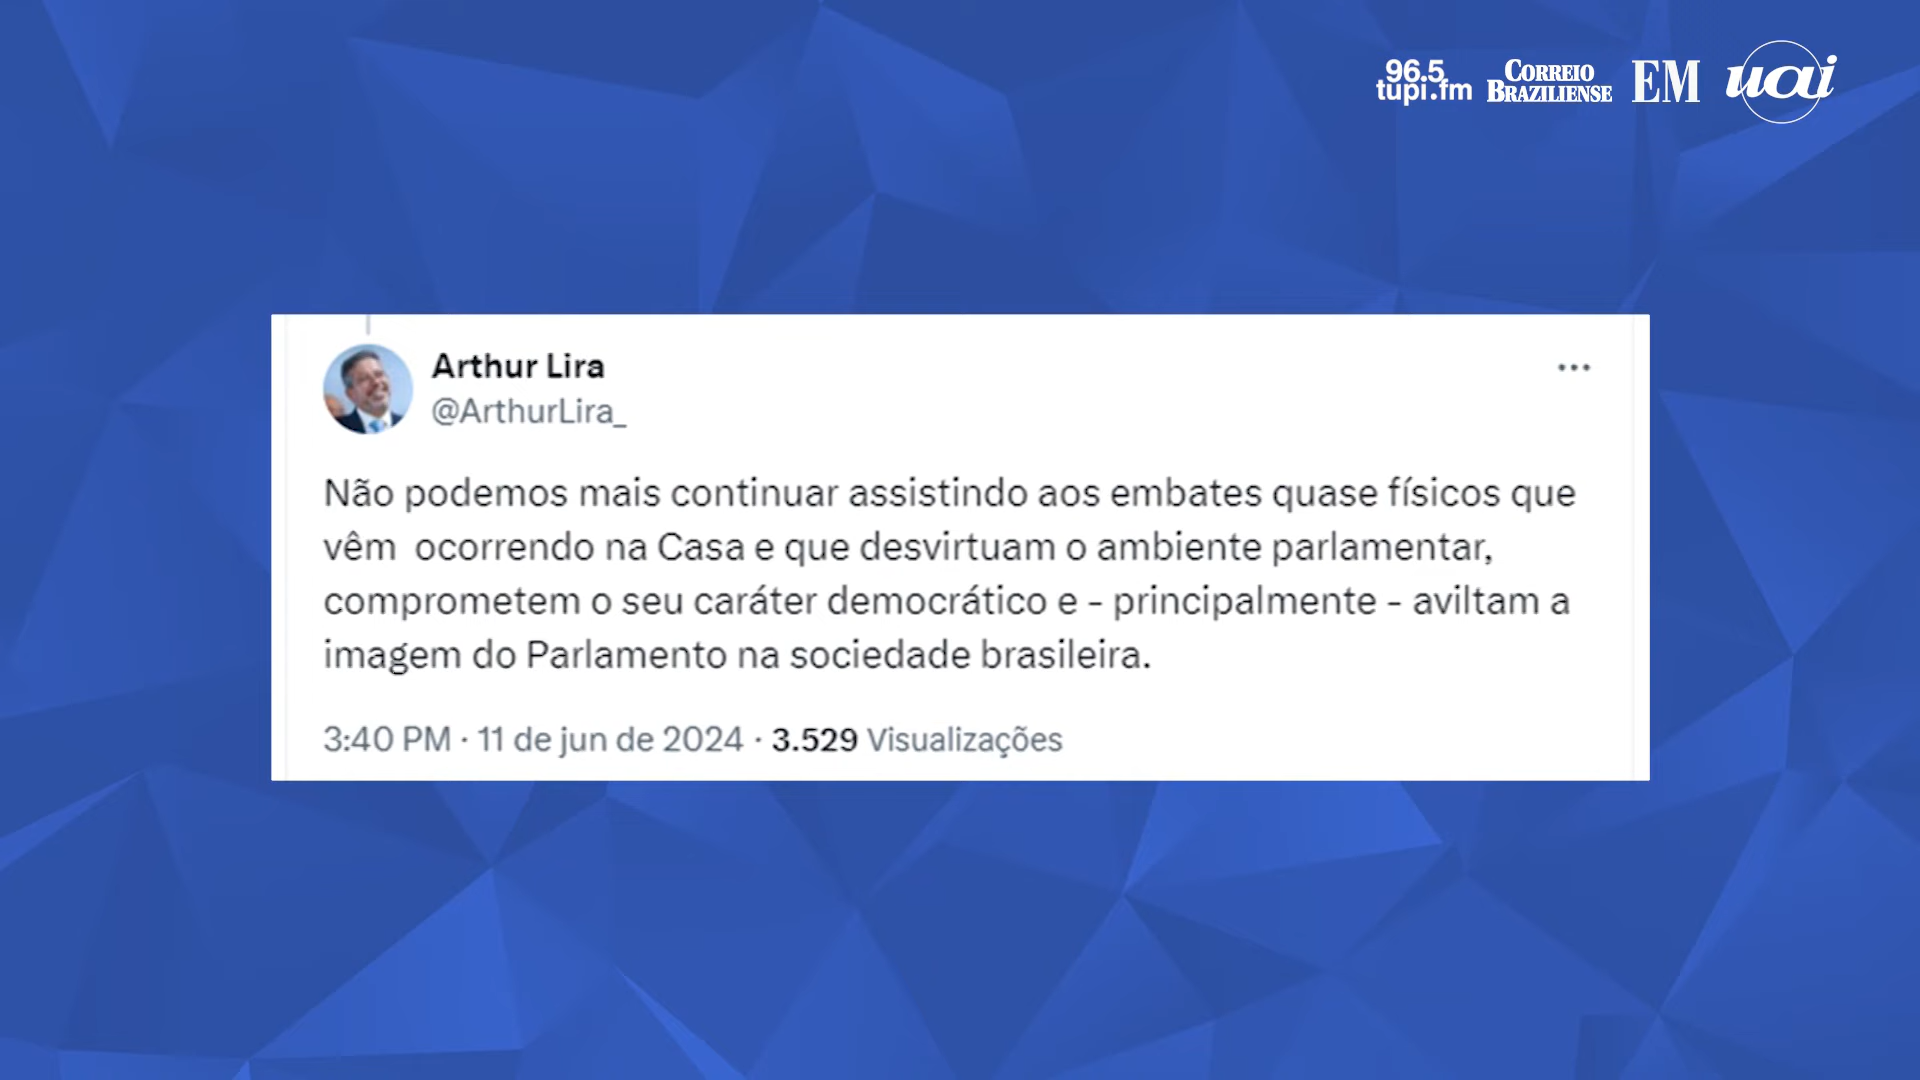 96.5
tupi.fm
CORREIO
BRAZILIENSE
EM
uai
Arthur Lira
@ArthurLira_
Não podemos mais continuar assistindo aos embates quase físicos que
vêm  ocorrendo na Casa e que desvirtuam o ambiente parlamentar,
comprometem o seu caráter democrático e - principalmente - aviltam a
imagem do Parlamento na sociedade brasileira.
3:40 PM · 11 de jun de 2024 · 3.529 Visualizações